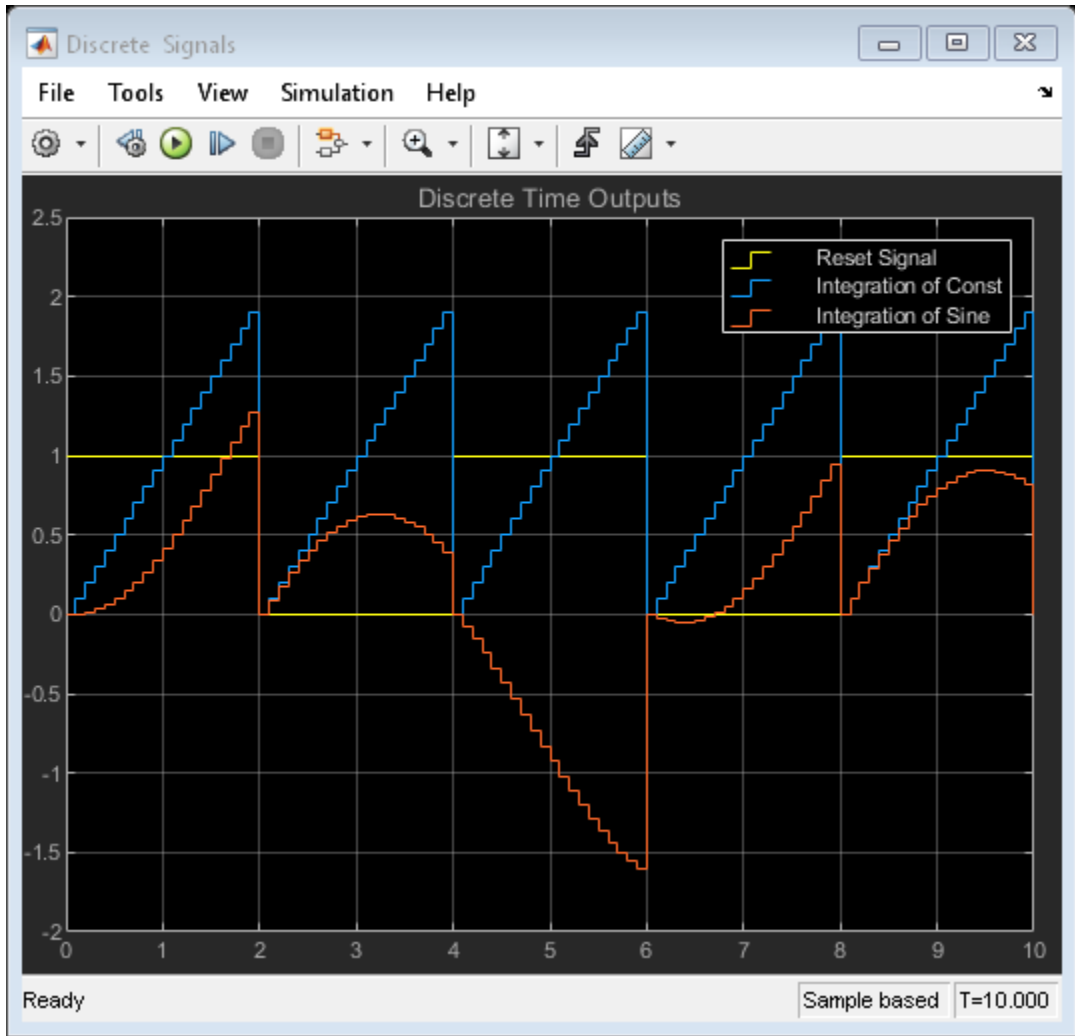 Discrete Signals
File Tools View Simulation Help
Discrete Time Outputs
2.5
2
1.5
1
0.5
0
-0.5
-1
-1.5
-2
Reset Signal
Integration of Const
Integration of Sine
0 1 2 3 4 5 6 7 8 9 10
Ready Sample based T=10.000